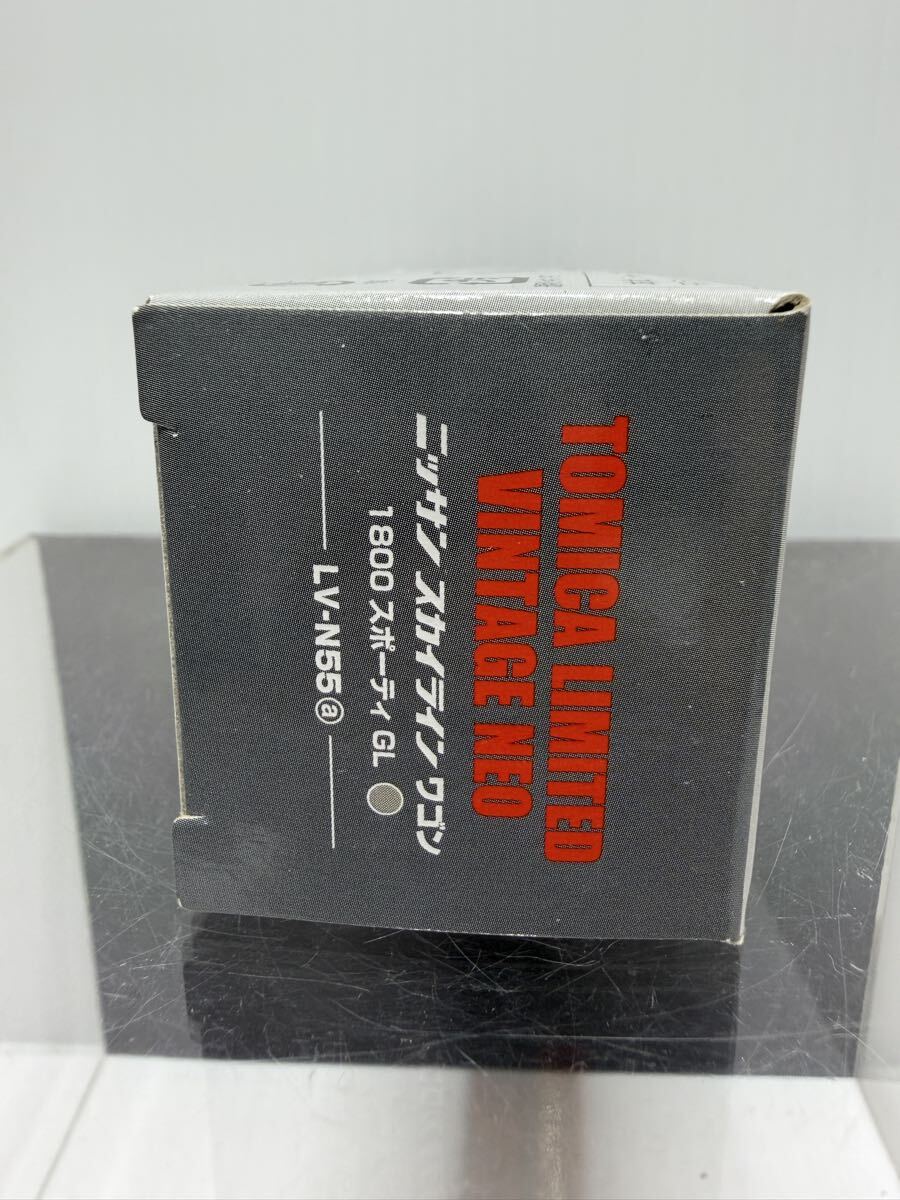 TOMICA LIMITED
VINTAGE NEO
ニッサン スカイライン ワゴン
1800 スポーティ GL
LV-N55ⓐ